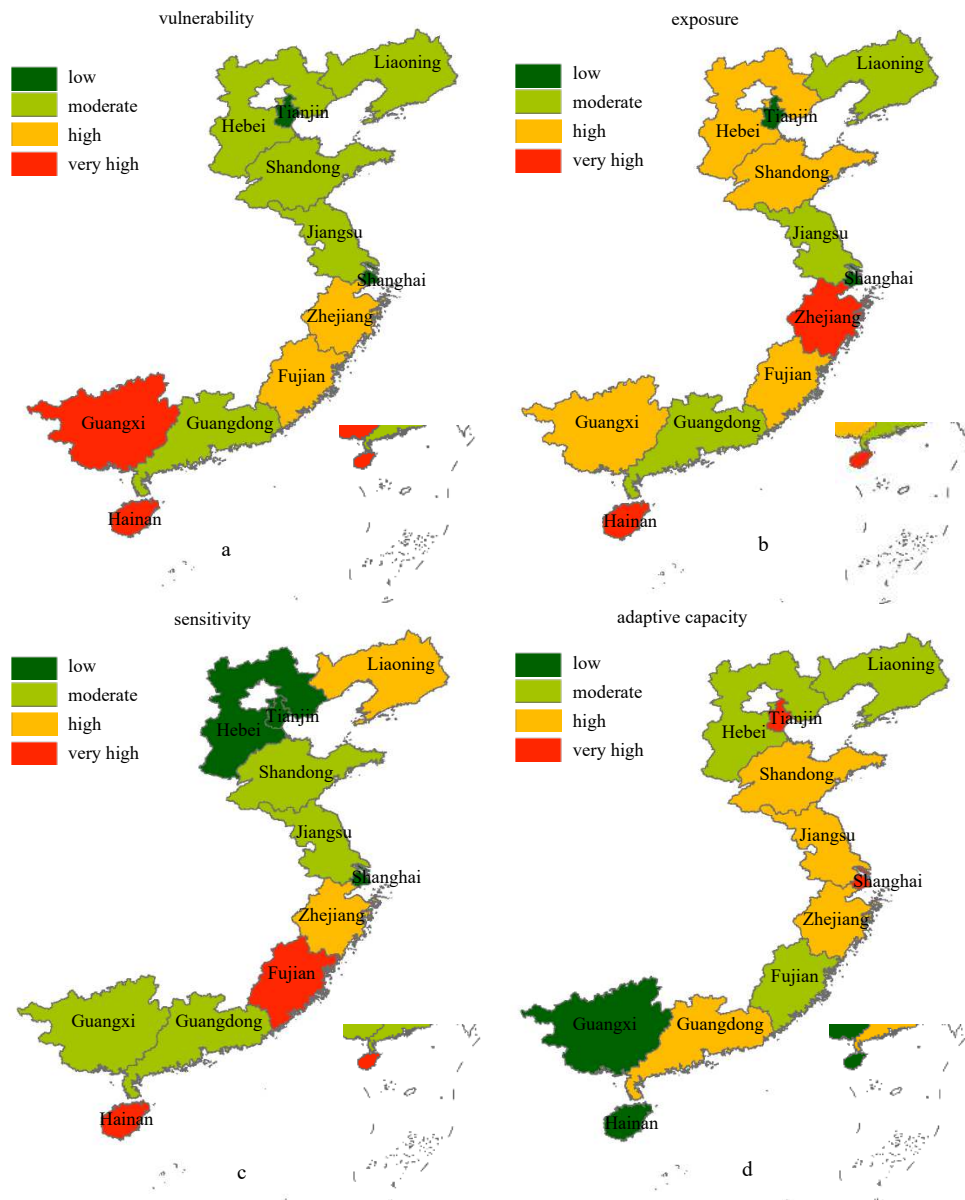 vulnerability
low
moderate
high
very high
Liaoning
Tianjin
Hebei
Shandong
Jiangsu
Shanghai
Zhejiang
Fujian
Guangxi
Guangdong
Hainan
a
exposure
low
moderate
high
very high
Liaoning
Tianjin
Hebei
Shandong
Jiangsu
Shanghai
Zhejiang
Fujian
Guangxi
Guangdong
Hainan
b
sensitivity
low
moderate
high
very high
Liaoning
Tianjin
Hebei
Shandong
Jiangsu
Shanghai
Zhejiang
Fujian
Guangxi
Guangdong
Hainan
c
adaptive capacity
low
moderate
high
very high
Liaoning
Tianjin
Hebei
Shandong
Jiangsu
Shanghai
Zhejiang
Fujian
Guangxi
Guangdong
Hainan
d